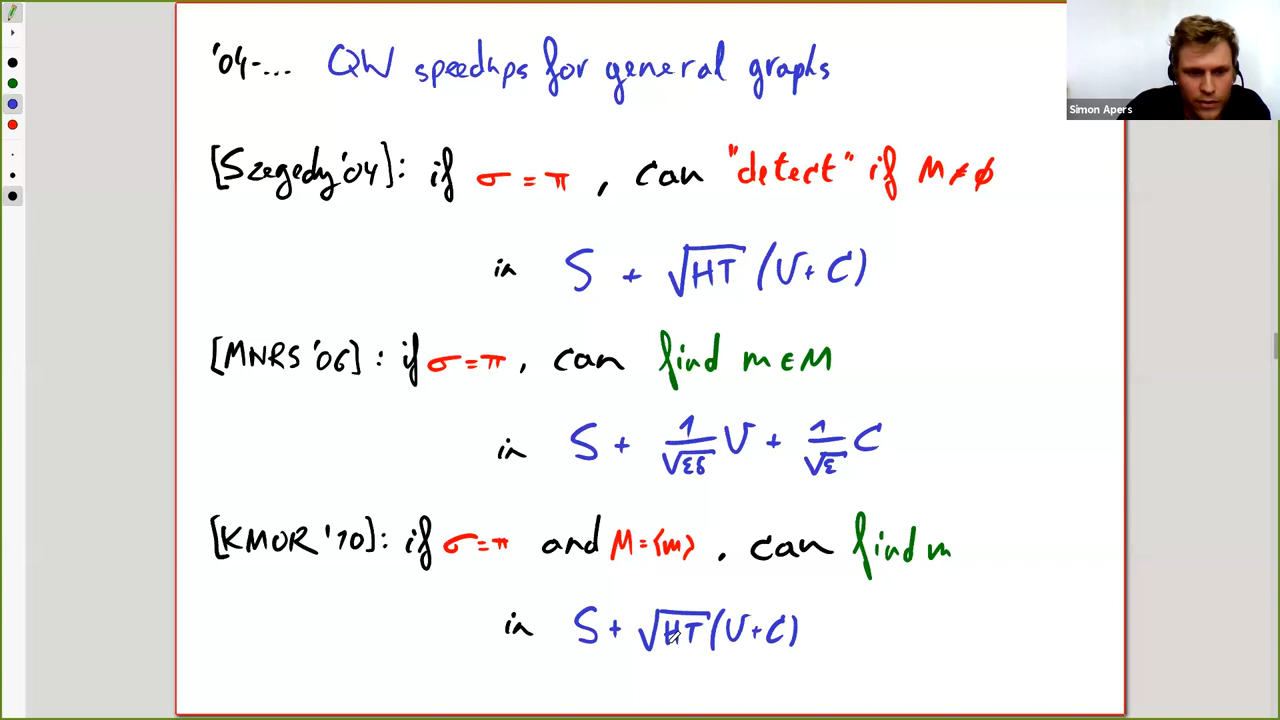 '04-... QW speedups for general graphs
Simon Apers
[Szegedy'04]: if σ = π, can "detect" if M ≠ ∅
in S + √HT (U + C)
[MNRS '06]: if σ = π, can find m ∈ M
in S + 1/√εδ U + 1/√ε C
[KMOR '10]: if σ = π and M = {m}, can find m
in S + √HT (U + C)